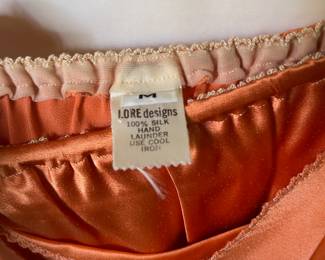 M
LORE designs
100% SILK
HAND
LAUNDER
USE COOL
IRON